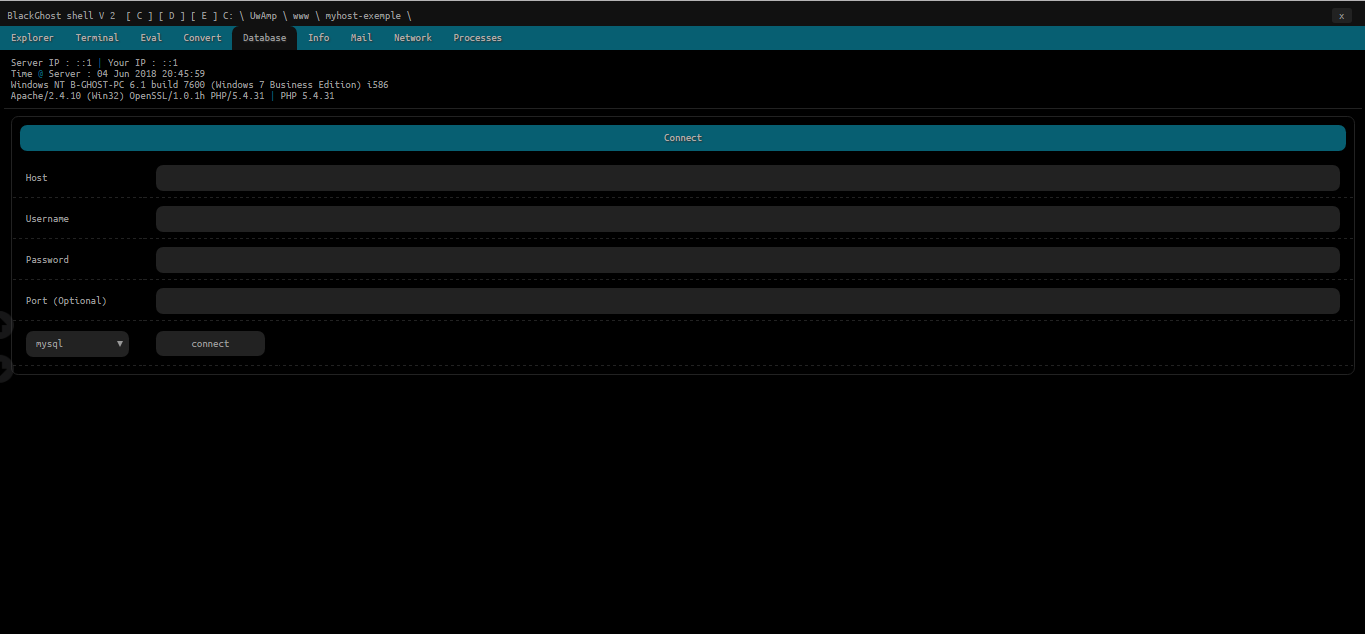 BlackGhost shell V 2 [ C ] [ D ] [ E ] C: \ UwAmp \ www \ myhost-exemple \ x
Explorer Terminal Eval Convert Database Info Mail Network Processes
Server IP : ::1 | Your IP : ::1
Time @ Server : 04 Jun 2018 20:45:59
Windows NT B-GHOST-PC 6.1 build 7600 (Windows 7 Business Edition) i586
Apache/2.4.10 (Win32) OpenSSL/1.0.1h PHP/5.4.31 | PHP 5.4.31
Connect
Host
Username
Password
Port (Optional)
mysql connect